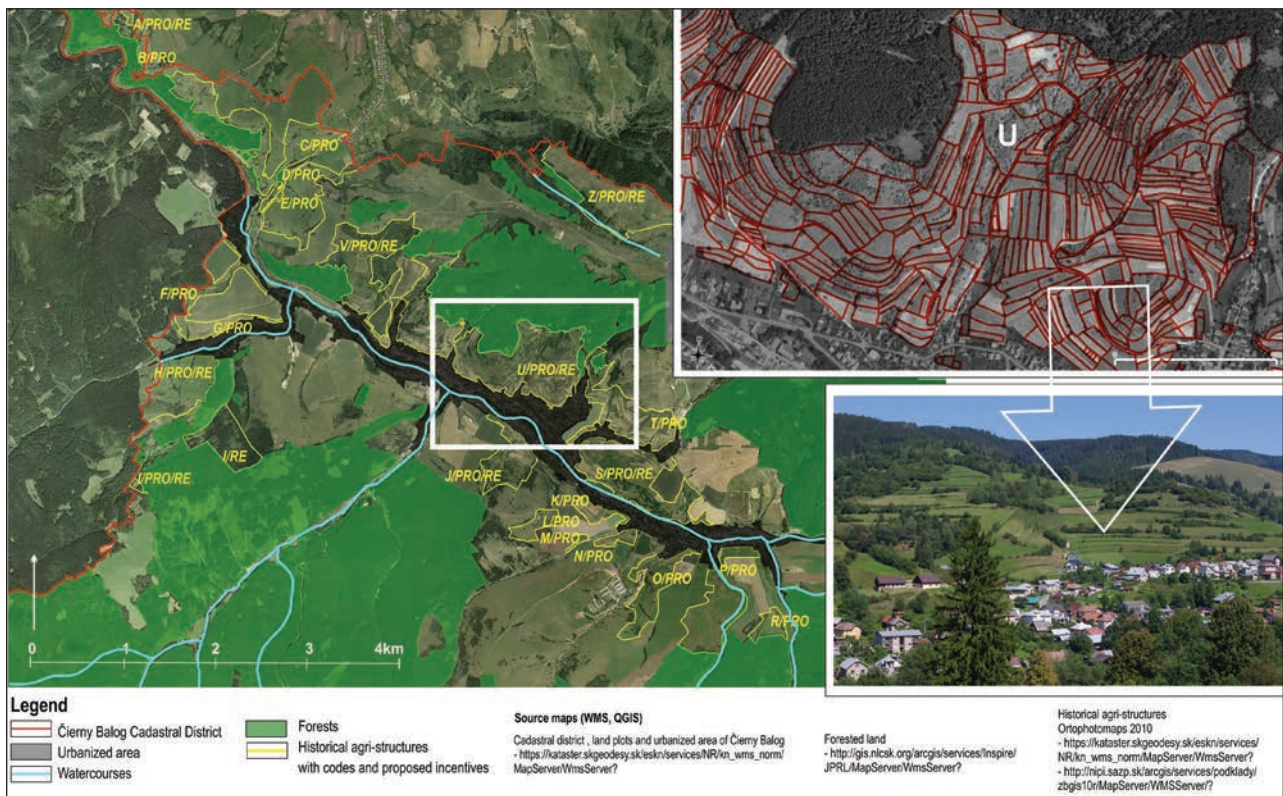 A/PRO/RE
B/PRO
C/PRO
D/PRO
E/PRO
Z/PRO/RE
V/PRO/RE
F/PRO
G/PRO
H/PRO/RE
U/PRO/RE
T/PRO
I/RE
I/PRO/RE
J/PRO/RE
S/PRO/RE
K/PRO
L/PRO
M/PRO
N/PRO
O/PRO
P/PRO
R/PRO
U
0 1 2 3 4km
Legend
Čierny Balog Cadastral District
Urbanized area
Watercourses
Forests
Historical agri-structures
with codes and proposed incentives
Source maps (WMS, QGIS)
Cadastral district , land plots and urbanized area of Čierny Balog
- https://kataster.skgeodesy.sk/eskn/services/NR/kn_wms_norm/
MapServer/WmsServer?
Forested land
- http://gis.nlcsk.org/arcgis/services/Inspire/
JPRL/MapServer/WmsServer?
Historical agri-structures
Ortophotomaps 2010
- https://kataster.skgeodesy.sk/eskn/services/
NR/kn_wms_norm/MapServer/WmsServer?
- http://nipi.sazp.sk/arcgis/services/podklady/
zbgis10r/MapServer/WMSServer/?